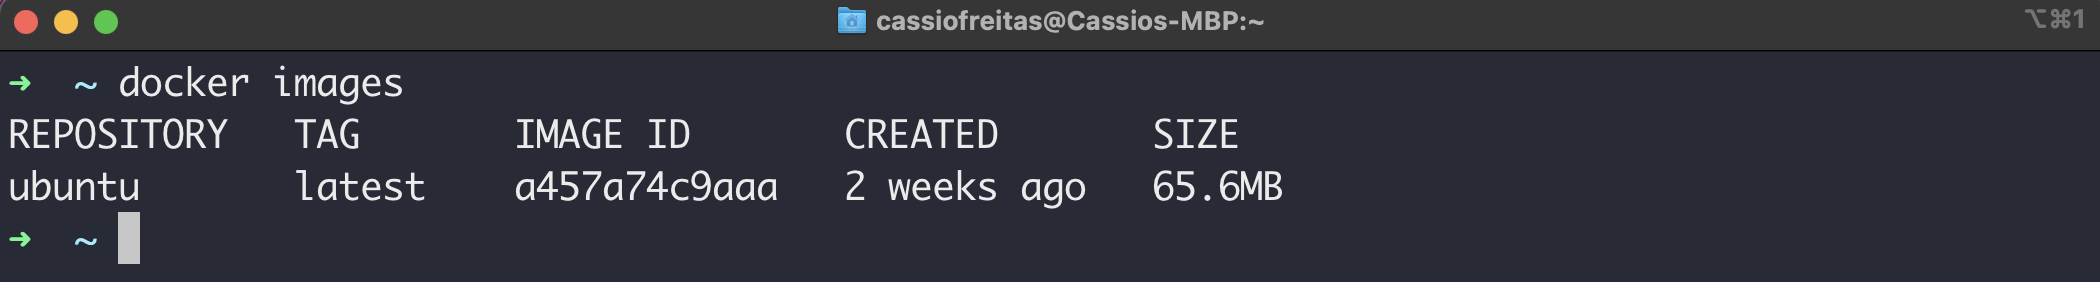 cassiofreitas@Cassios-MBP:~ ⌥⌘1
➜ ~ docker images
REPOSITORY TAG IMAGE ID CREATED SIZE
ubuntu latest a457a74c9aaa 2 weeks ago 65.6MB
➜ ~